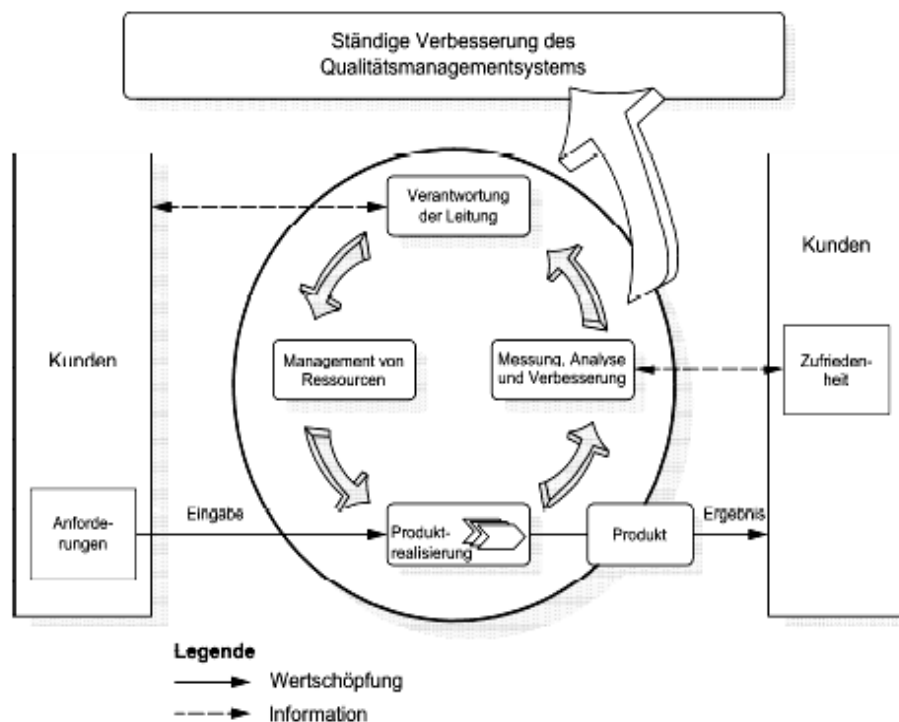 Ständige Verbesserung des
Qualitätsmanagementsystems
Verantwortung
der Leitung
Kunden
Kunden
Management von
Ressourcen
Messung, Analyse
und Verbesserung
Zufrieden-
heit
Anforde-
rungen
Eingabe
Produkt-
realisierung
Produkt
Ergebnis
Legende
Wertschöpfung
Information